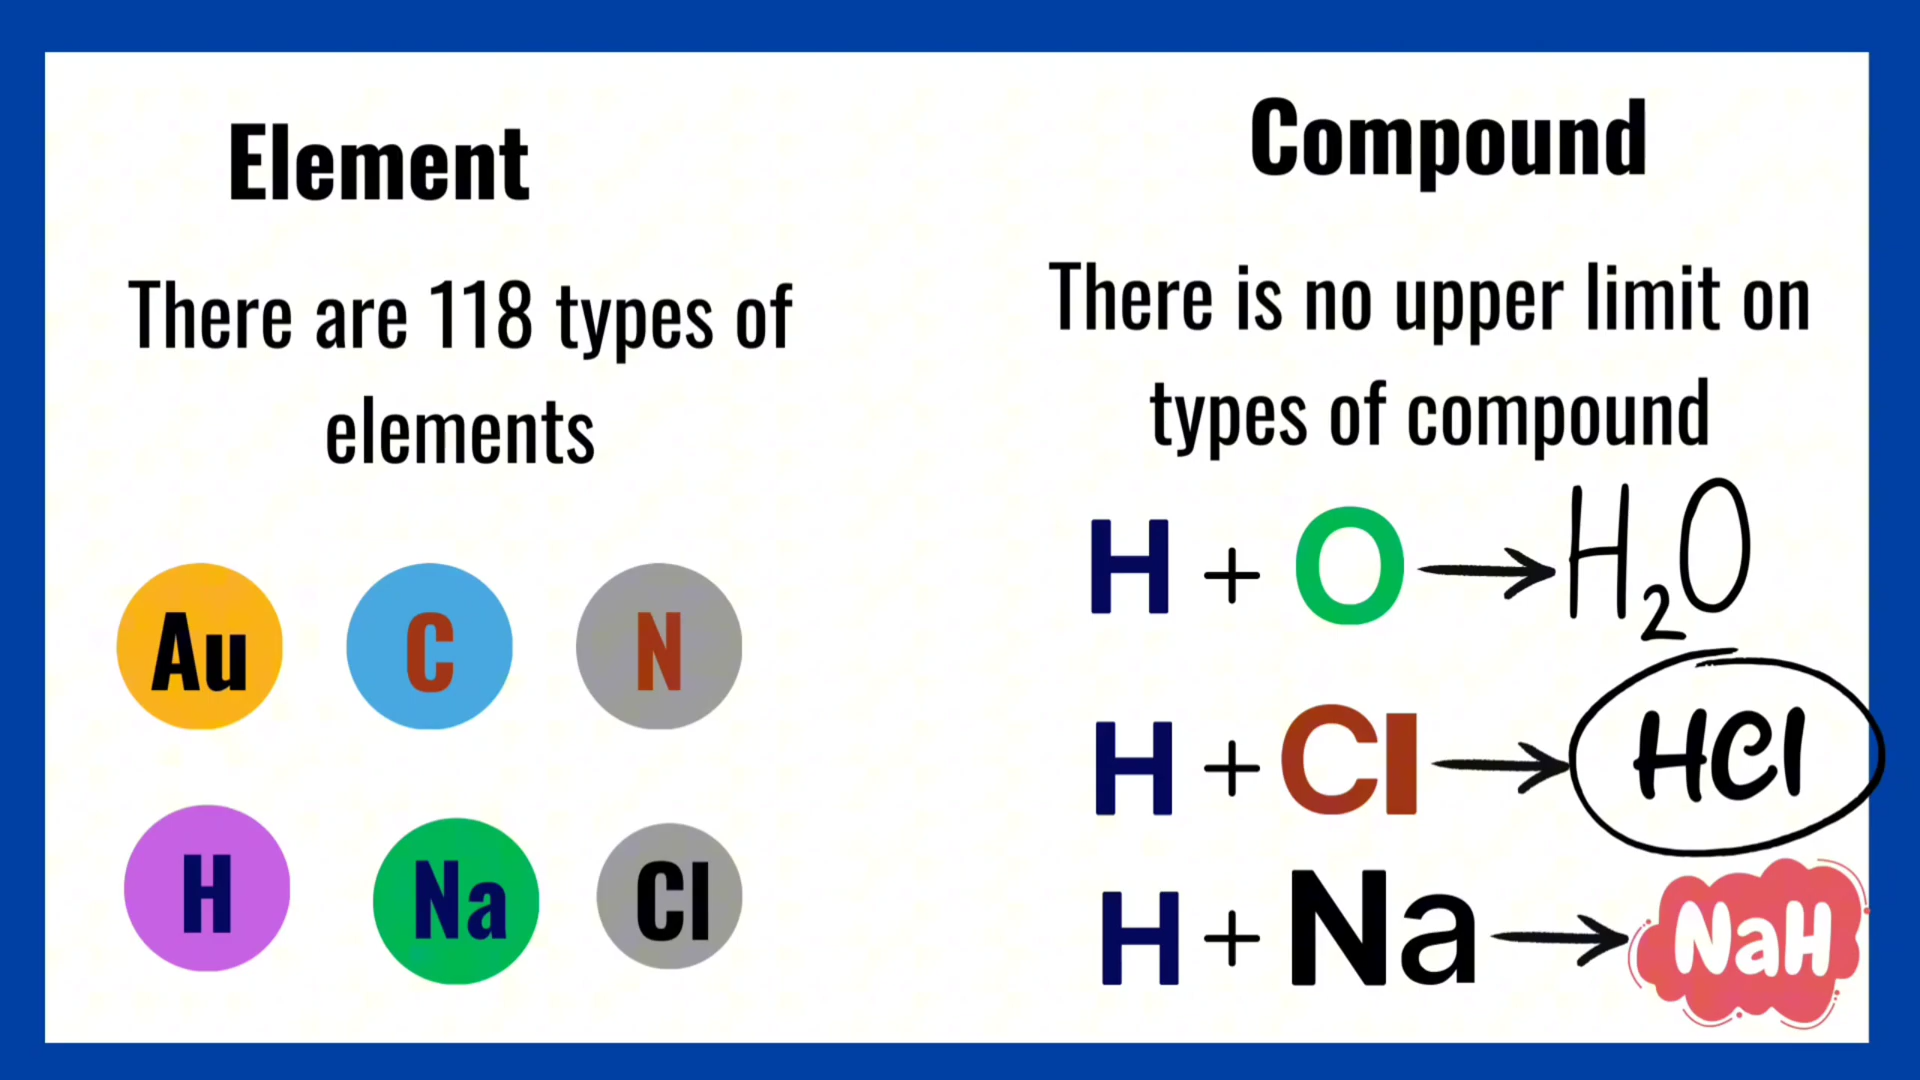 Element
There are 118 types of
elements
Au C N
H Na Cl
Compound
There is no upper limit on
types of compound
H + O → H₂O
H + Cl → HCl
H + Na → NaH